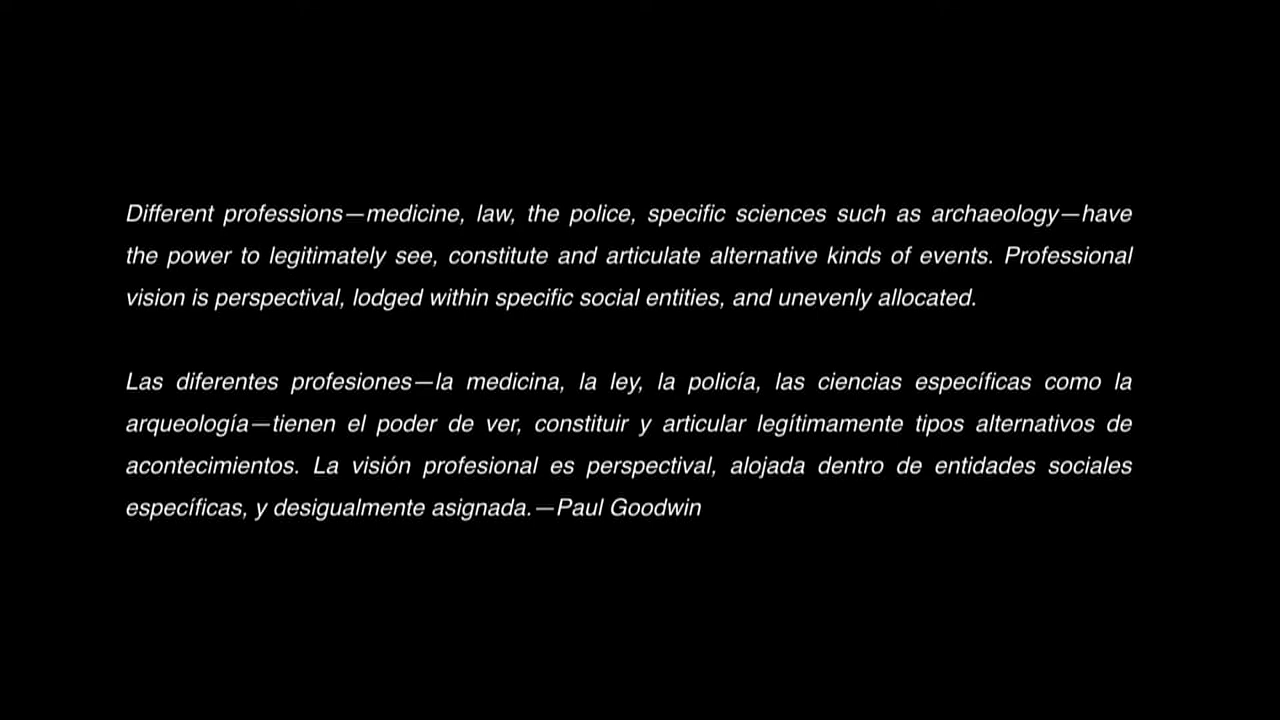 Different professions—medicine, law, the police, specific sciences such as archaeology—have
the power to legitimately see, constitute and articulate alternative kinds of events. Professional
vision is perspectival, lodged within specific social entities, and unevenly allocated.
Las diferentes profesiones—la medicina, la ley, la policía, las ciencias específicas como la
arqueología—tienen el poder de ver, constituir y articular legítimamente tipos alternativos de
acontecimientos. La visión profesional es perspectival, alojada dentro de entidades sociales
específicas, y desigualmente asignada.—Paul Goodwin